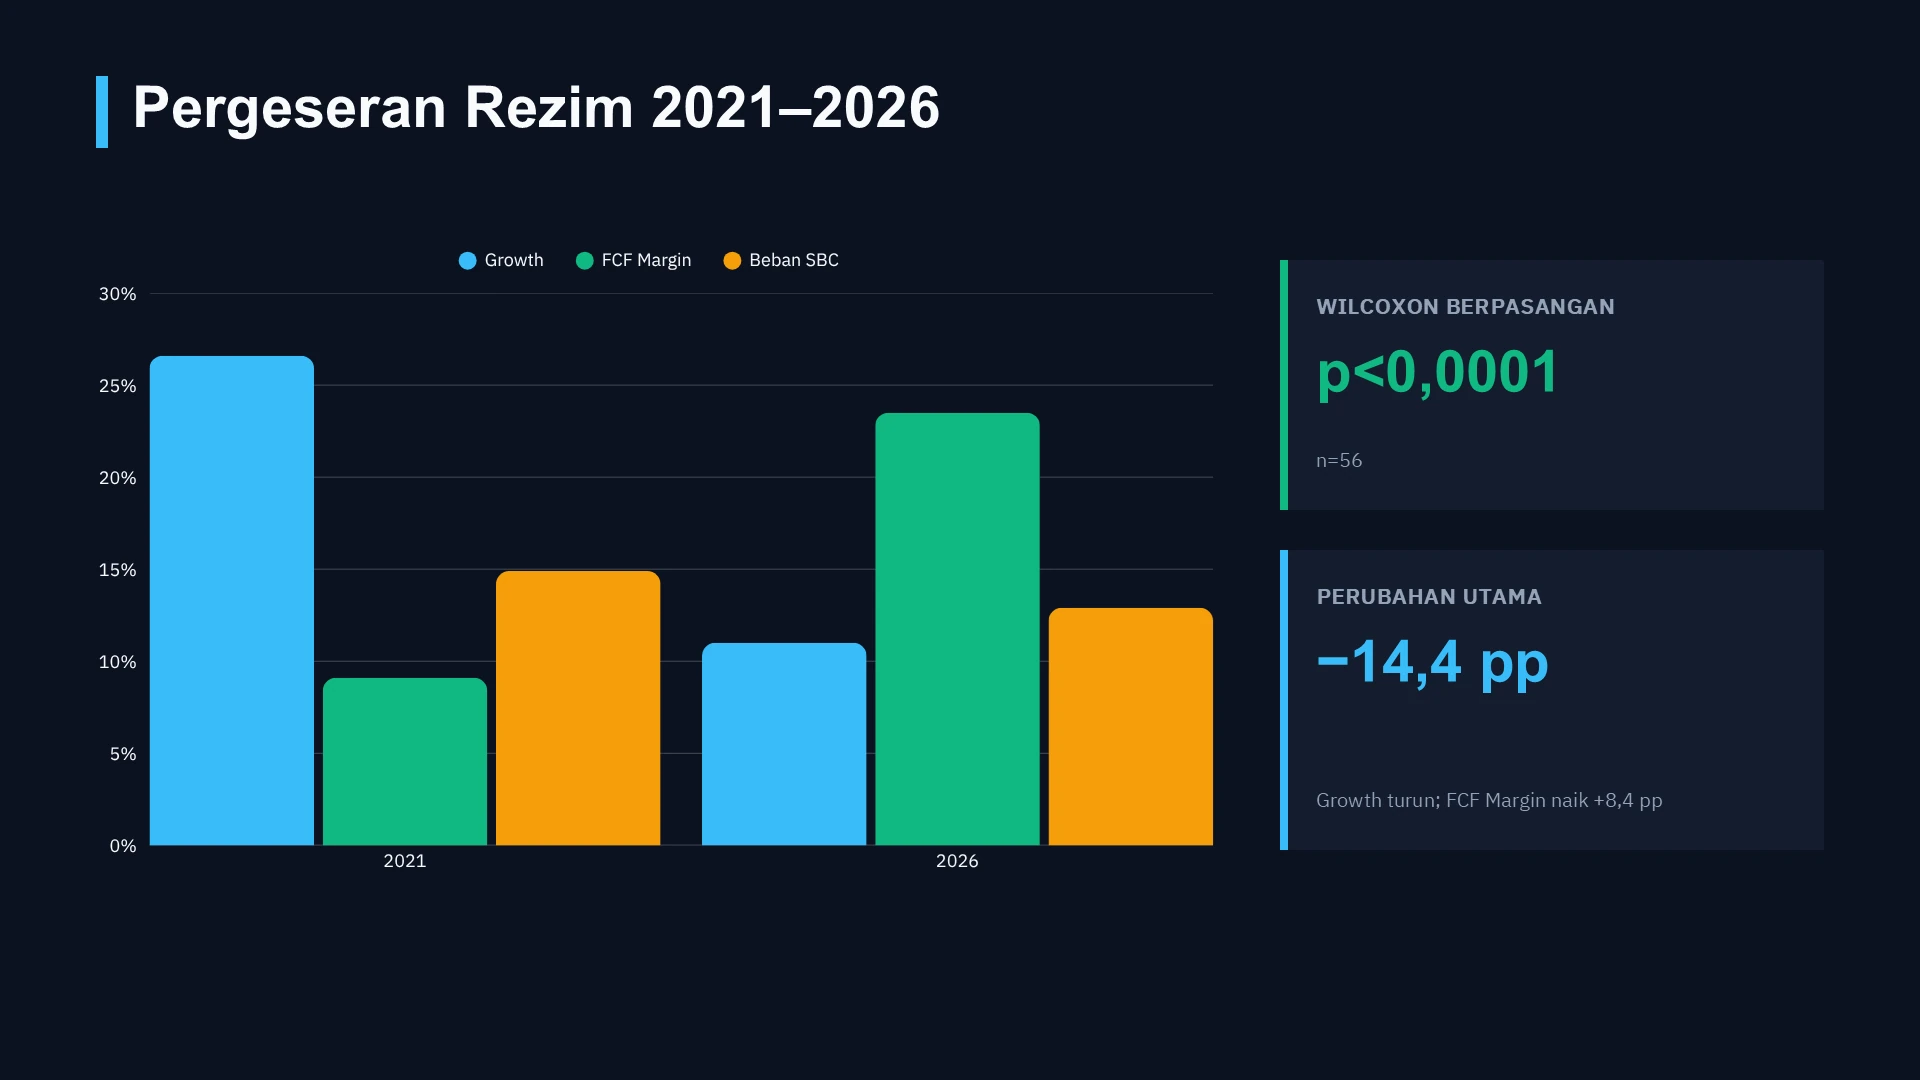 Pergeseran Rezim 2021–2026
Growth
FCF Margin
Beban SBC
30%
25%
20%
15%
10%
5%
0%
2021
2026
WILCOXON BERPASANGAN
p<0,0001
n=56
PERUBAHAN UTAMA
−14,4 pp
Growth turun; FCF Margin naik +8,4 pp